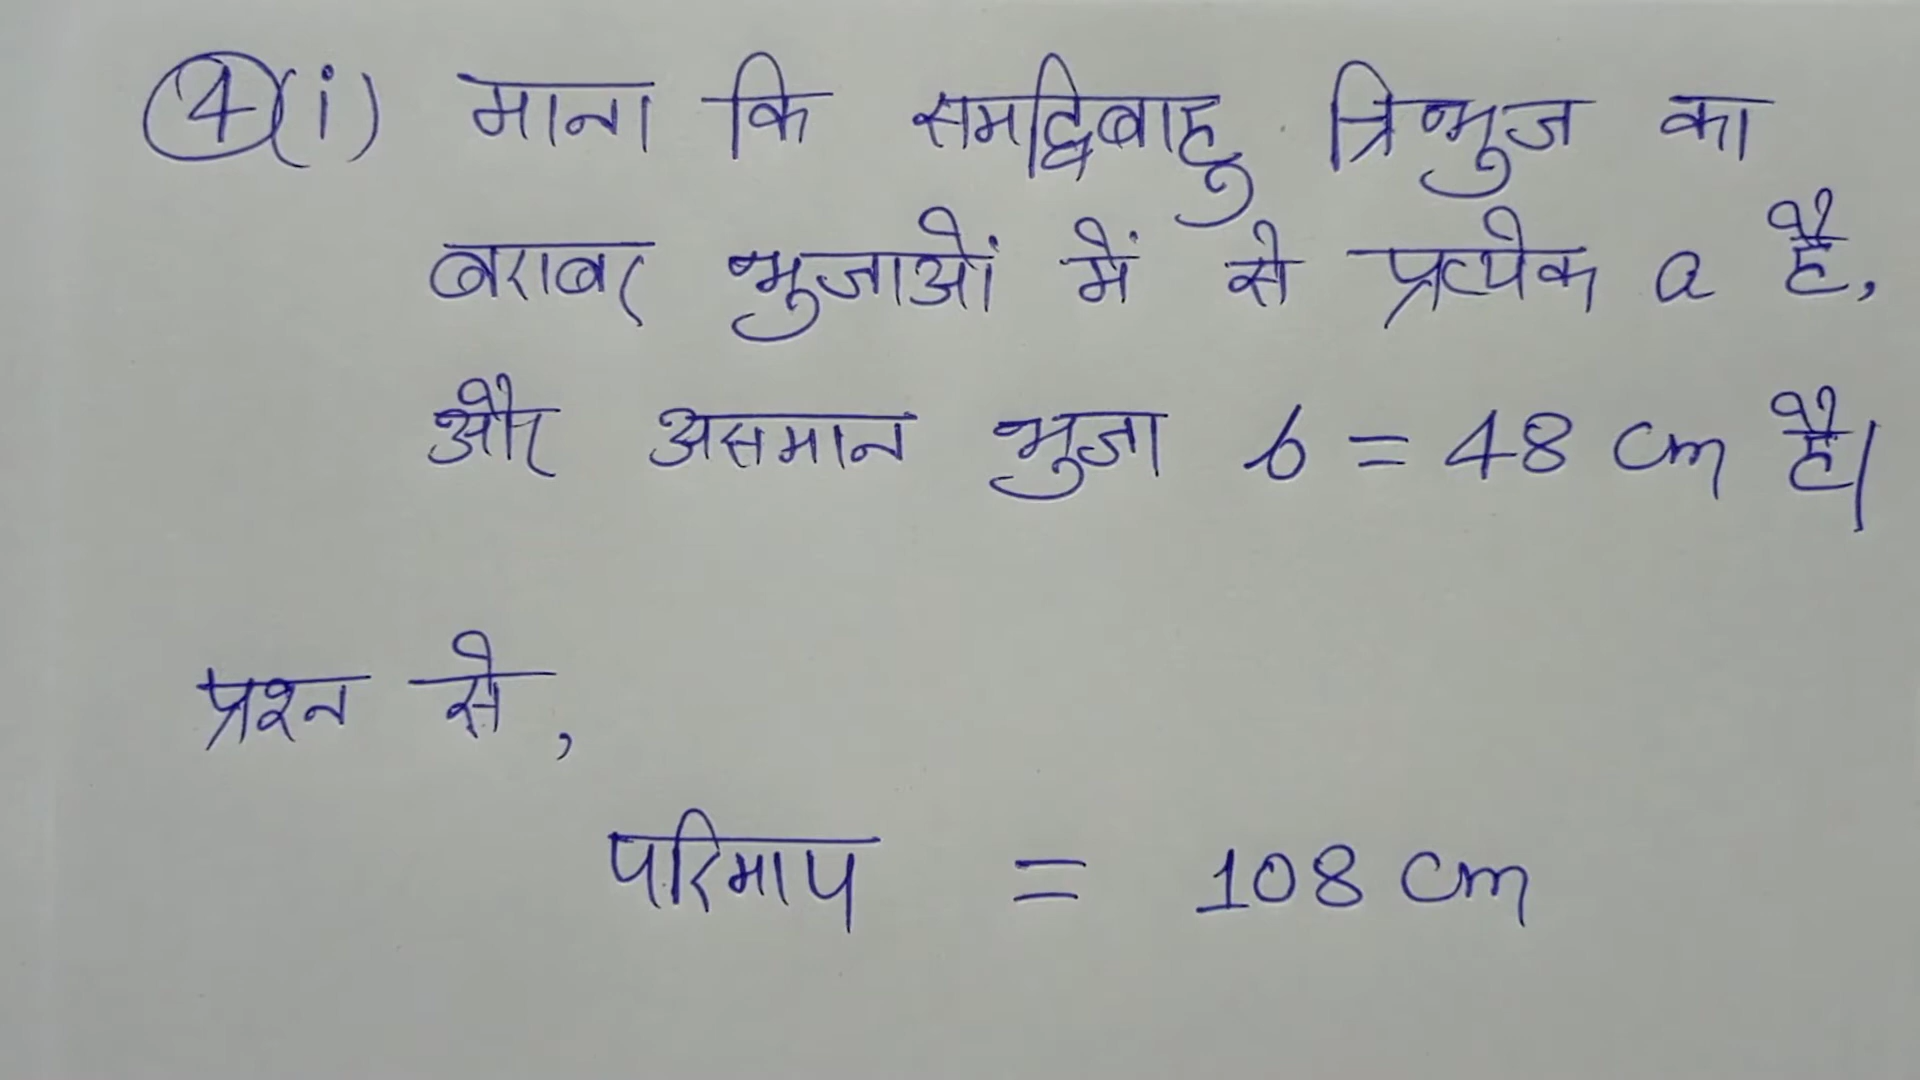 4(i) माना कि समद्विबाहु त्रिभुज का
बराबर भुजाओं में से प्रत्येक a है,
और असमान भुजा b = 48 cm है।
प्रश्न से,
परिमाप = 108 cm